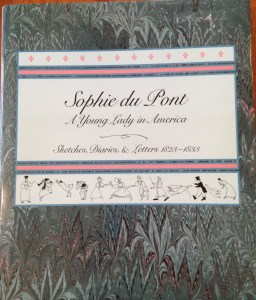 Sophie du Pont
A Young Lady in America
Sketches, Diaries, & Letters 1823–1833